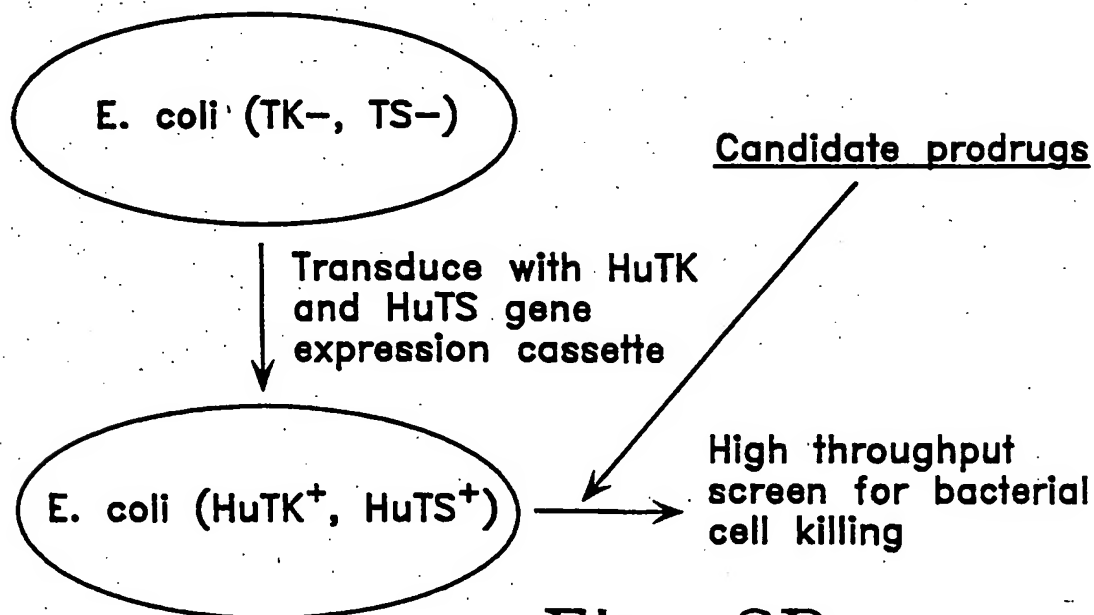 E. coli (TK-, TS-)
Candidate prodrugs
Transduce with HuTK
and HuTS gene
expression cassette
E. coli (HuTK⁺, HuTS⁺)
High throughput
screen for bacterial
cell killing